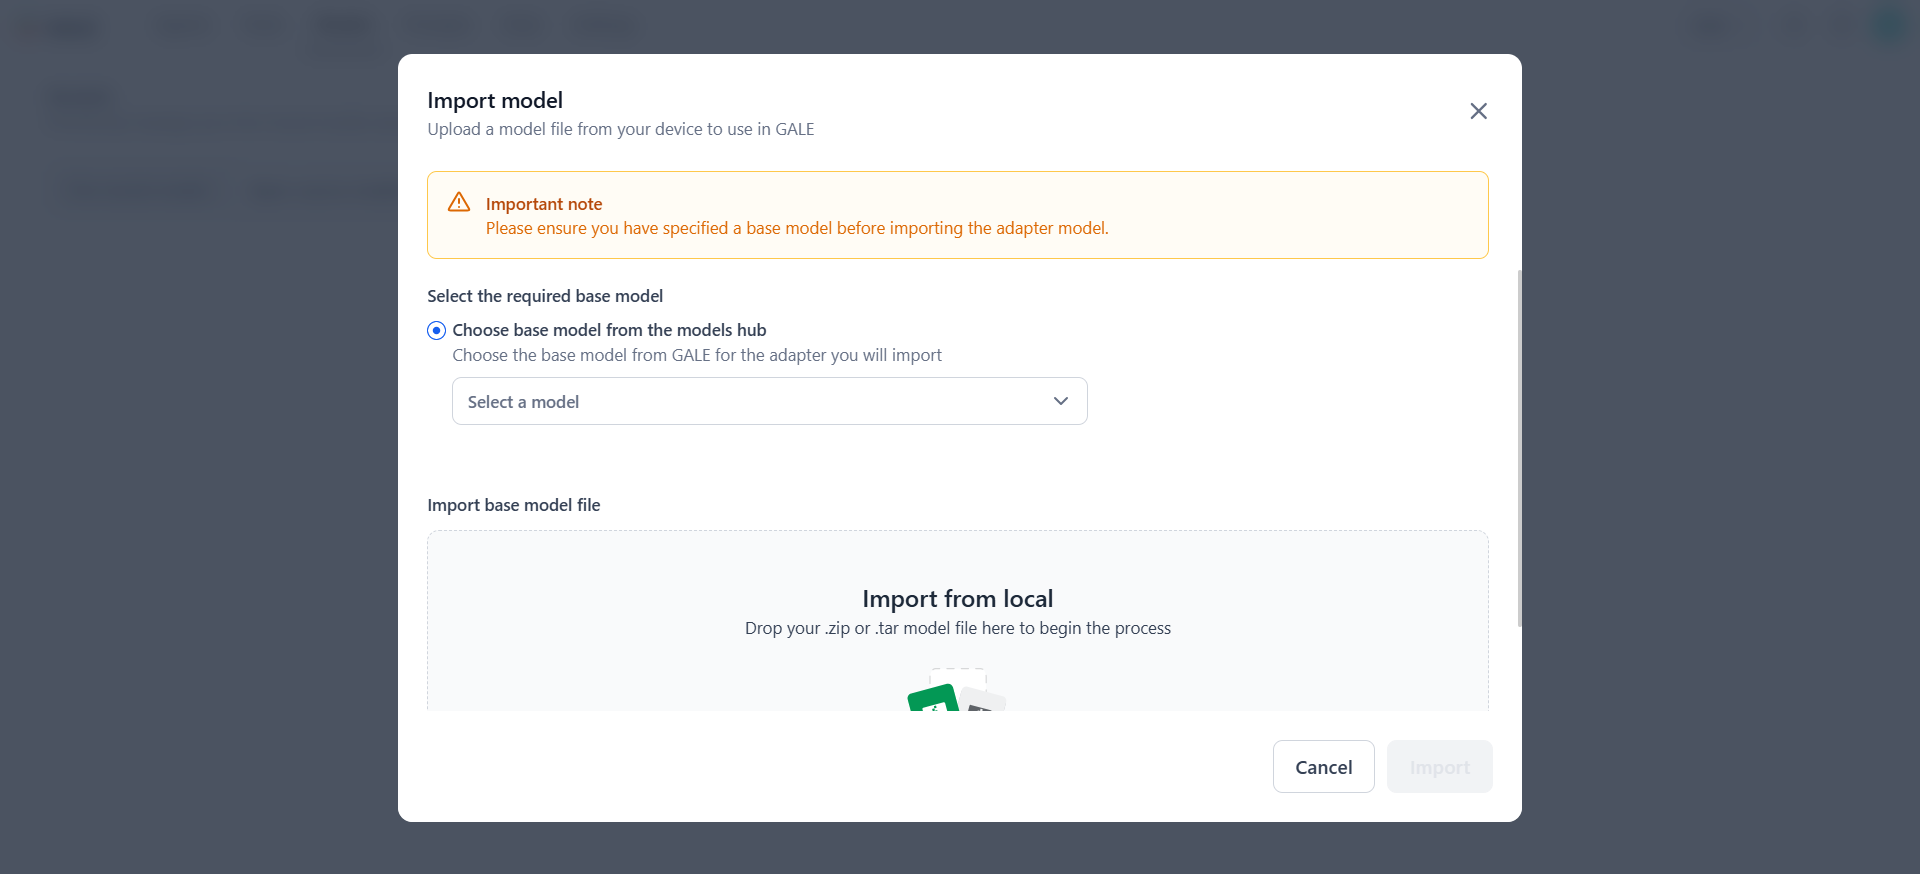 Import model
Upload a model file from your device to use in GALE
Important note
Please ensure you have specified a base model before importing the adapter model.
Select the required base model
Choose base model from the models hub
Choose the base model from GALE for the adapter you will import
Select a model
Import base model file
Import from local
Drop your .zip or .tar model file here to begin the process
Cancel
Import